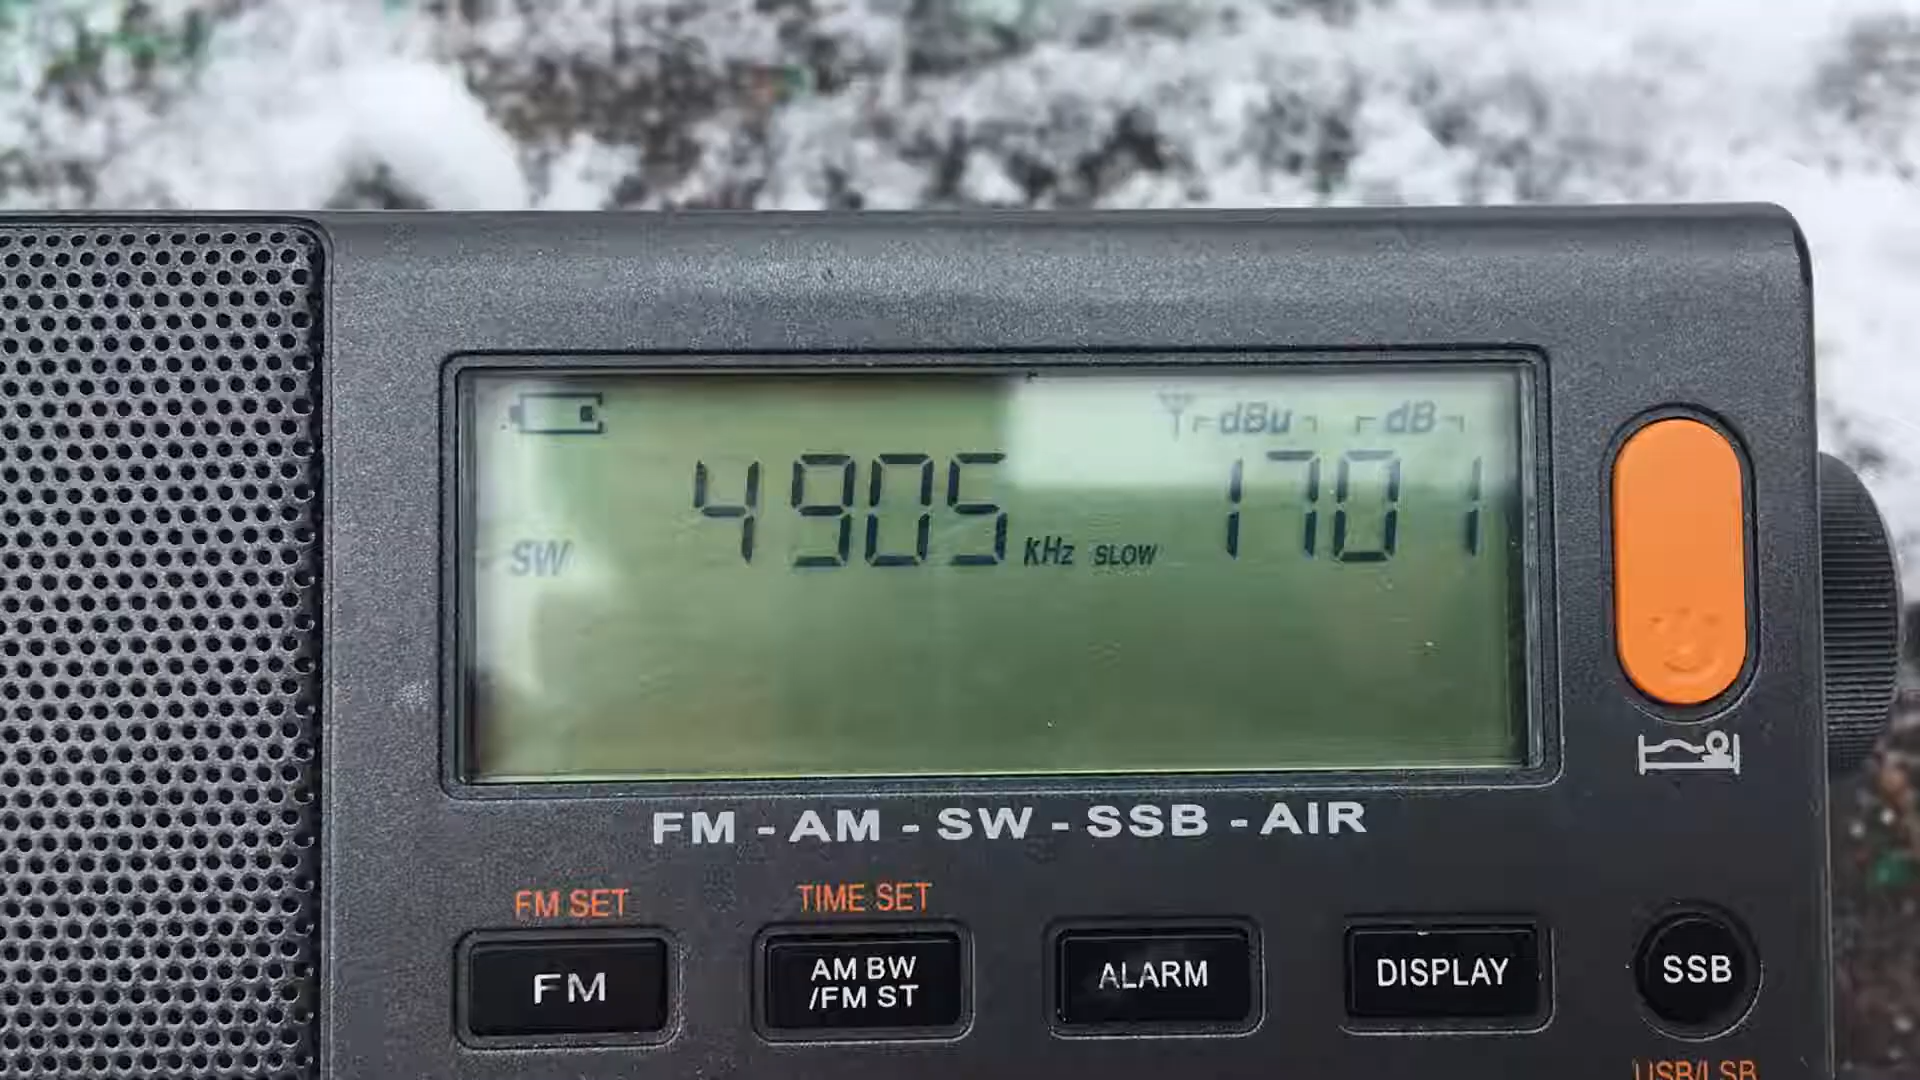 dBu dB
4905 1701
SW kHz SLOW
FM - AM - SW - SSB - AIR
FM SET TIME SET
FM AM BW /FM ST ALARM DISPLAY SSB
USB/LSB